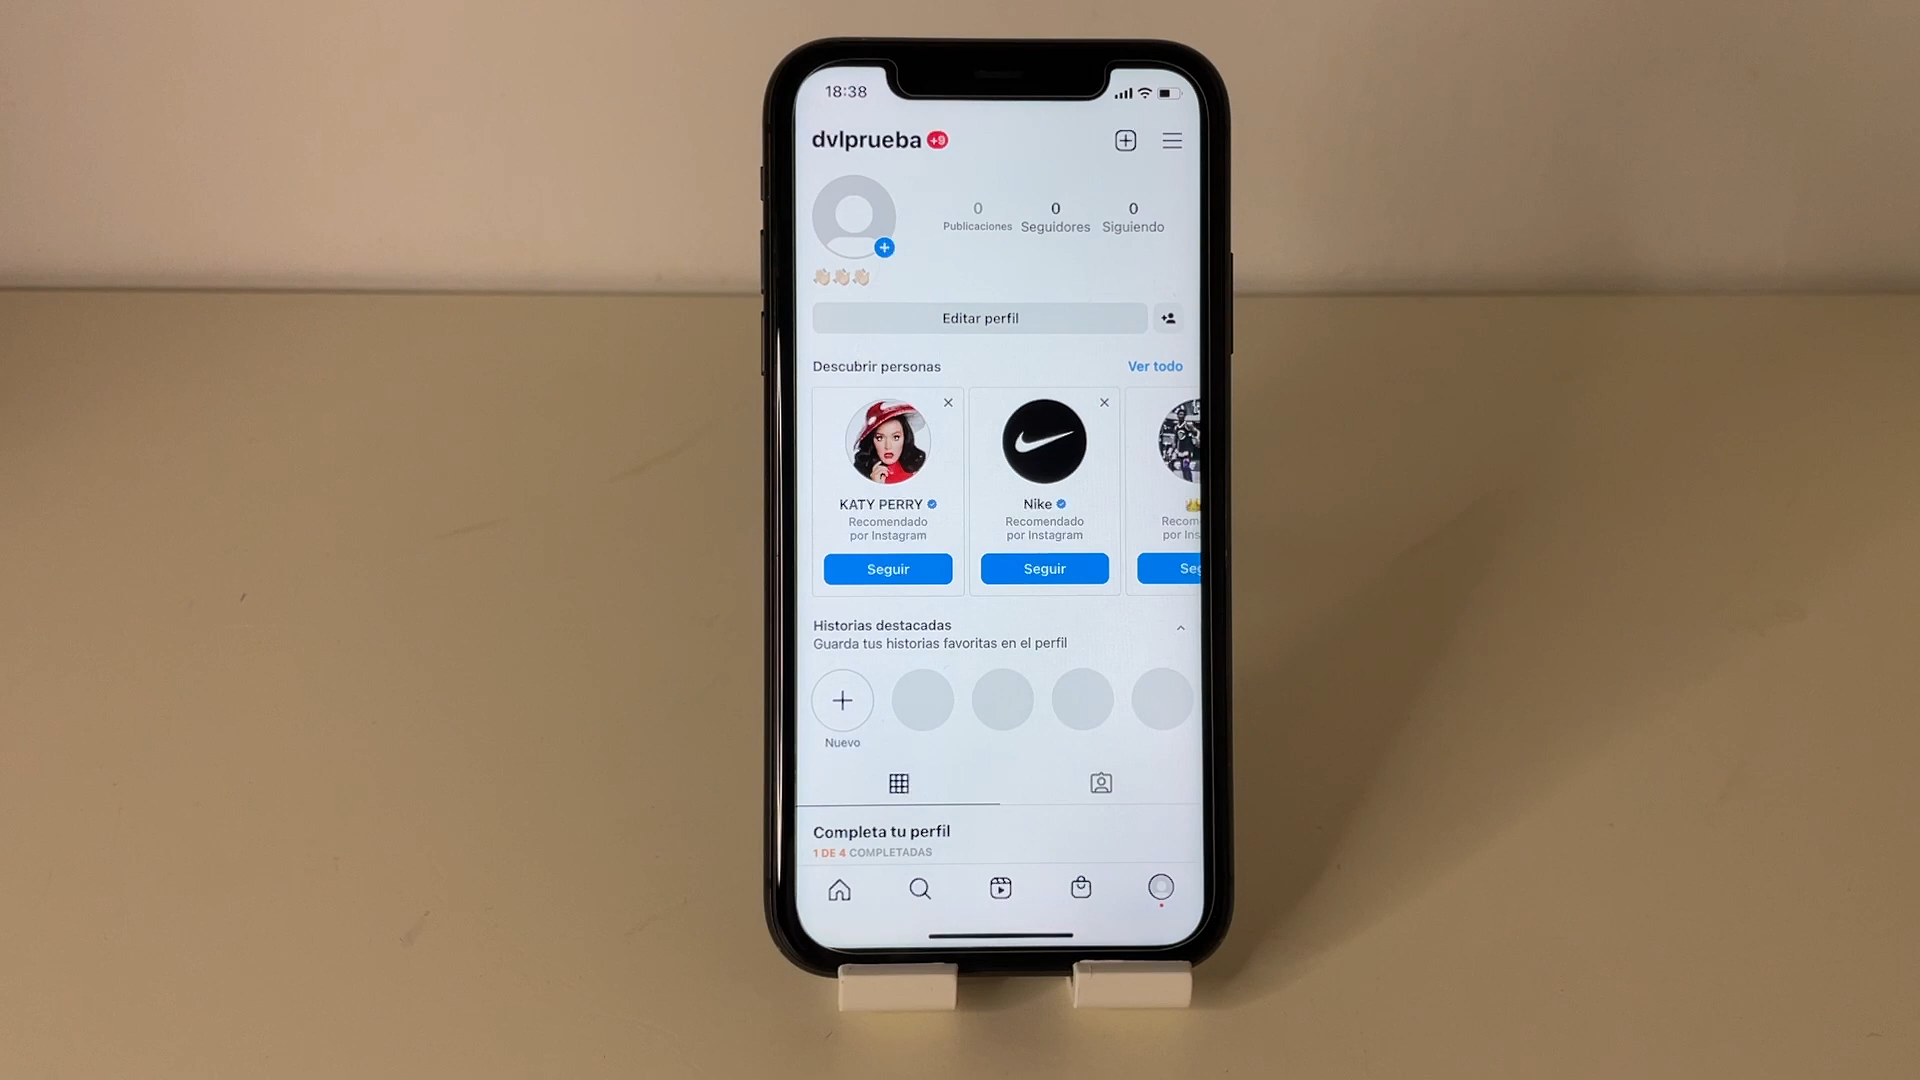 18:38
dvlprueba +9
0 0 0
Publicaciones Seguidores Siguiendo
Editar perfil
Descubrir personas Ver todo
KATY PERRY Nike
Recomendado Recomendado Recom
por Instagram por Instagram por Ins
Seguir Seguir Seg
Historias destacadas
Guarda tus historias favoritas en el perfil
Nuevo
Completa tu perfil
1 DE 4 COMPLETADAS